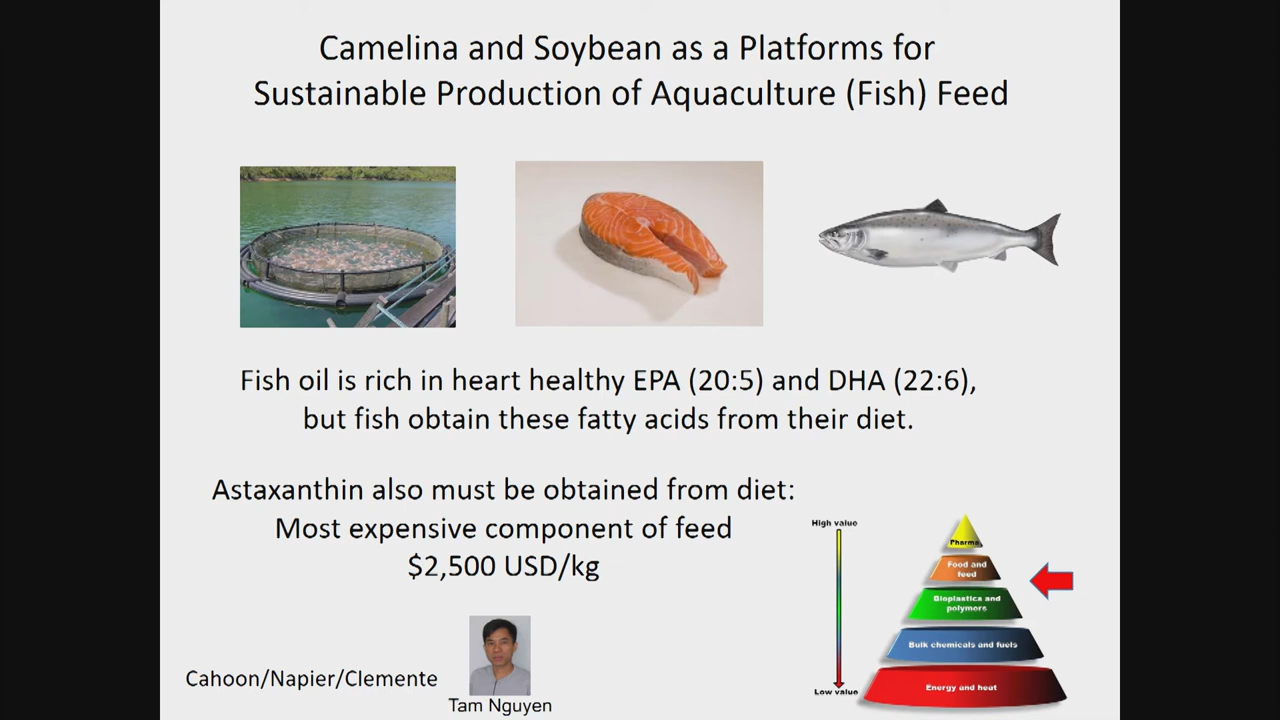 Camelina and Soybean as a Platforms for
Sustainable Production of Aquaculture (Fish) Feed
Fish oil is rich in heart healthy EPA (20:5) and DHA (22:6),
but fish obtain these fatty acids from their diet.
Astaxanthin also must be obtained from diet:
Most expensive component of feed
$2,500 USD/kg
High value
Pharma
Food and
feed
Bioplastics and
polymors
Bulk chemicals and fuels
Energy and heat
Low value
Cahoon/Napier/Clemente
Tam Nguyen